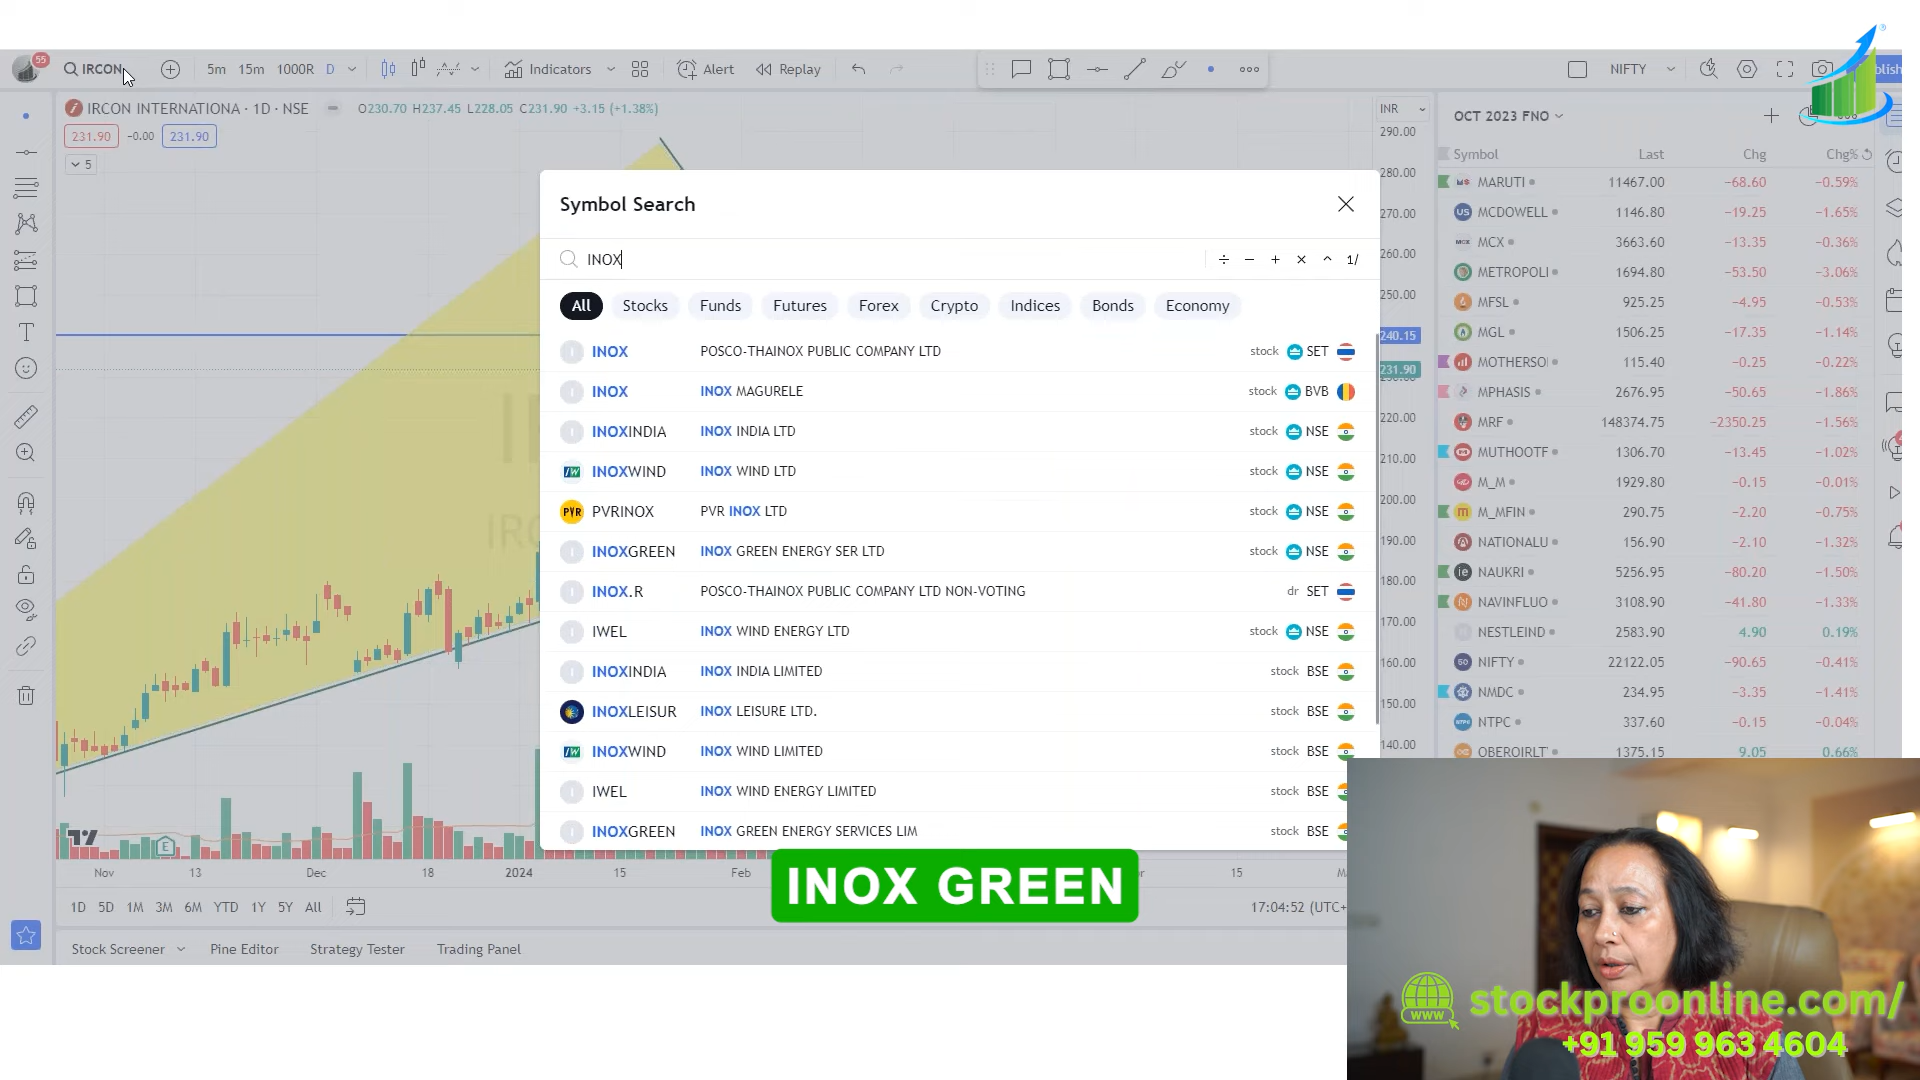 55
IRCON
5m 15m 1000R D
Indicators
Alert
Replay
NIFTY
IRCON INTERNATIONA · 1D · NSE
O230.70 H237.45 L228.05 C231.90 +3.15 (+1.38%)
231.90 −0.00 231.90
5
INR
290.00
280.00
270.00
260.00
250.00
240.15
231.90
220.00
210.00
200.00
190.00
180.00
170.00
160.00
150.00
140.00
Symbol Search
INOX
÷ − + × ^ 1/
All Stocks Funds Futures Forex Crypto Indices Bonds Economy
INOX POSCO-THAINOX PUBLIC COMPANY LTD stock SET
INOX INOX MAGURELE stock BVB
INOXINDIA INOX INDIA LTD stock NSE
INOXWIND INOX WIND LTD stock NSE
PVR PVRINOX PVR INOX LTD stock NSE
INOXGREEN INOX GREEN ENERGY SER LTD stock NSE
INOX.R POSCO-THAINOX PUBLIC COMPANY LTD NON-VOTING dr SET
IWEL INOX WIND ENERGY LTD stock NSE
INOXINDIA INOX INDIA LIMITED stock BSE
INOXLEISUR INOX LEISURE LTD. stock BSE
INOXWIND INOX WIND LIMITED stock BSE
IWEL INOX WIND ENERGY LIMITED stock BSE
INOXGREEN INOX GREEN ENERGY SERVICES LIM stock BSE
OCT 2023 FNO
Symbol Last Chg Chg%
MARUTI 11467.00 −68.60 −0.59%
MCDOWELL 1146.80 −19.25 −1.65%
MCX 3663.60 −13.35 −0.36%
METROPOLI 1694.80 −53.50 −3.06%
MFSL 925.25 −4.95 −0.53%
MGL 1506.25 −17.35 −1.14%
MOTHERSO 115.40 −0.25 −0.22%
MPHASIS 2676.95 −50.65 −1.86%
MRF 148374.75 −2350.25 −1.56%
MUTHOOTF 1306.70 −13.45 −1.02%
M_M 1929.80 −0.15 −0.01%
M_MFIN 290.75 −2.20 −0.75%
NATIONALU 156.90 −2.10 −1.32%
NAUKRI 5256.95 −80.20 −1.50%
NAVINFLUO 3108.90 −41.80 −1.33%
NESTLEIND 2583.90 4.90 0.19%
NIFTY 22122.05 −90.65 −0.41%
NMDC 234.95 −3.35 −1.41%
NTPC 337.60 −0.15 −0.04%
OBEROIRLT 1375.15 9.05 0.66%
E
Nov 13 Dec 18 2024 15 Feb 15
1D 5D 1M 3M 6M YTD 1Y 5Y All
17:04:52 (UTC+
INOX GREEN
Stock Screener Pine Editor Strategy Tester Trading Panel
www
stockproonline.com/
+91 959 963 4604